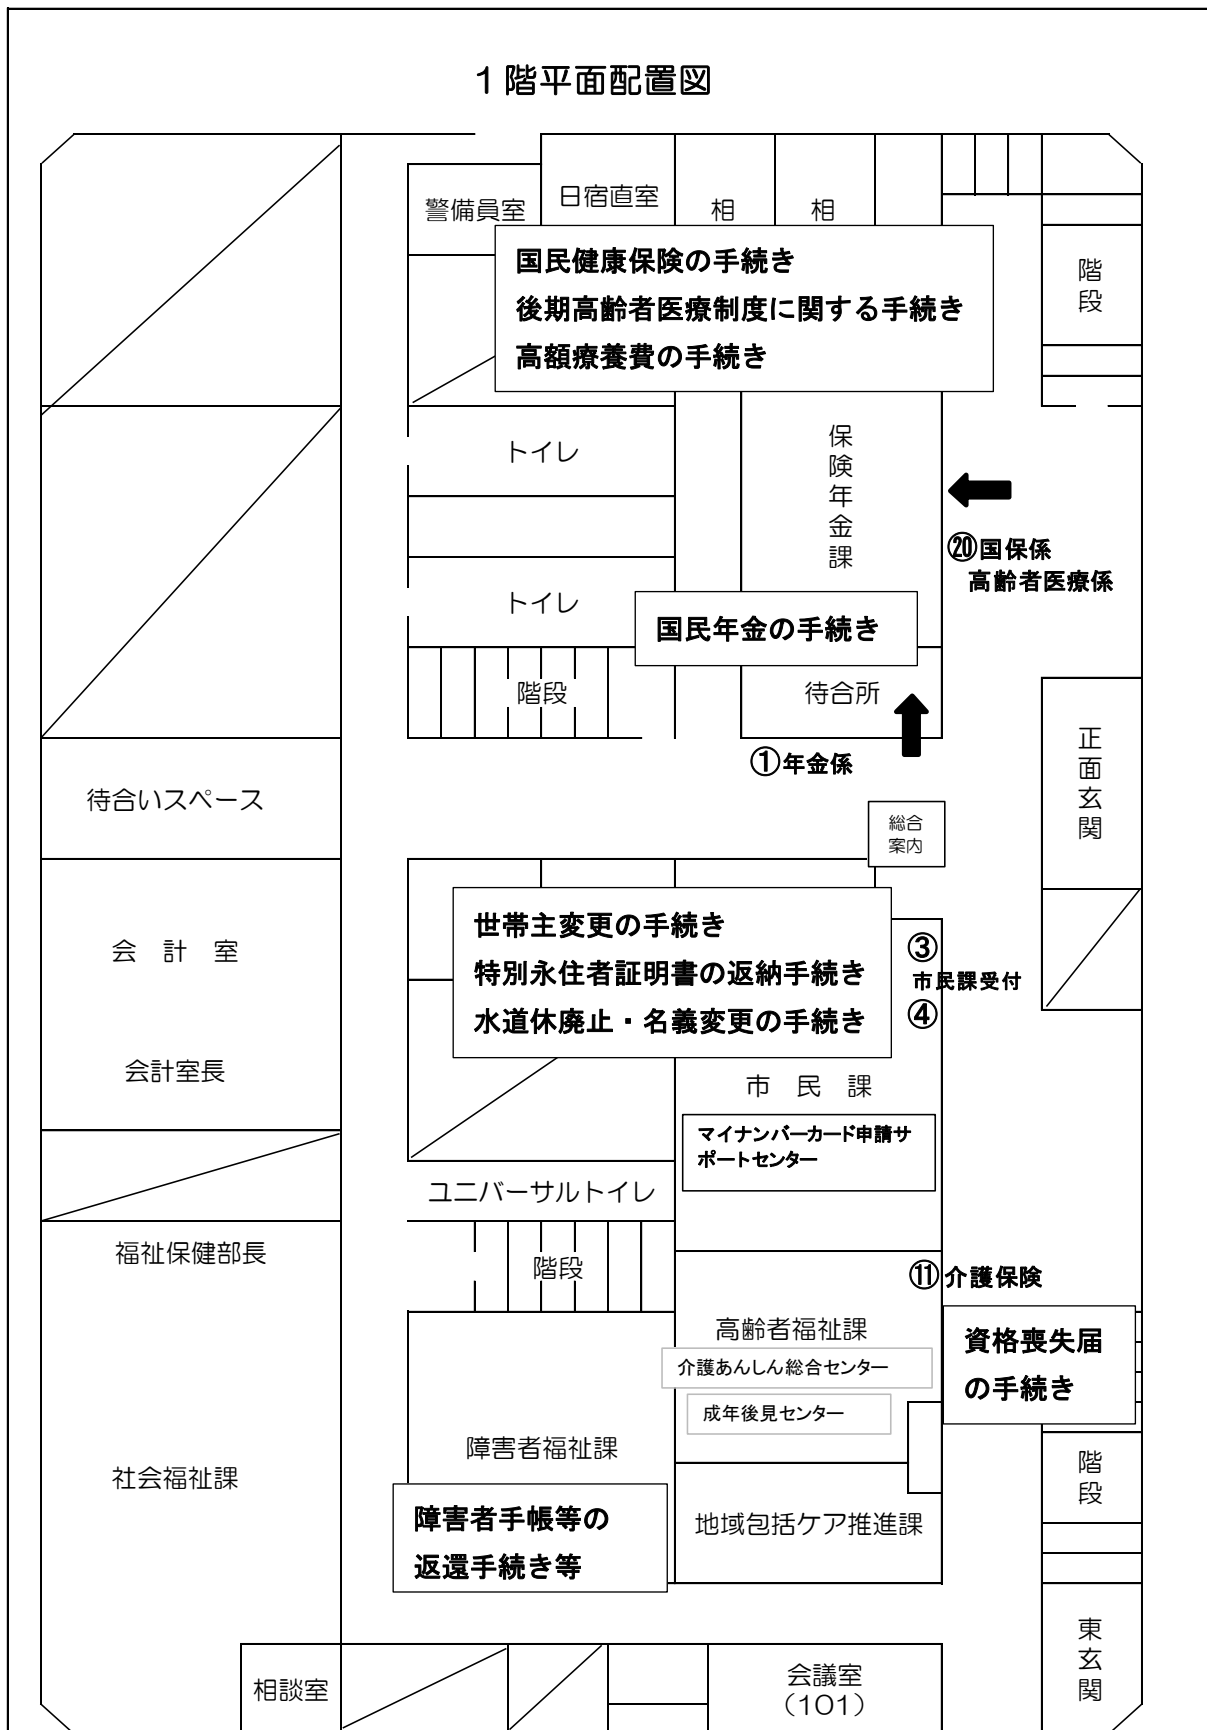 1階平面配置図
警備員室
日宿直室
相
相
国民健康保険の手続き
後期高齢者医療制度に関する手続き
高額療養費の手続き
階段
トイレ
保険年金課
⑳国保係
高齢者医療係
トイレ
国民年金の手続き
階段
待合所
①年金係
正面玄関
待合いスペース
総合
案内
世帯主変更の手続き
特別永住者証明書の返納手続き
水道休廃止・名義変更の手続き
③
市民課受付
④
会　計　室
会計室長
市　民　課
マイナンバーカード申請サ
ポートセンター
ユニバーサルトイレ
福祉保健部長
階段
⑪介護保険
高齢者福祉課
介護あんしん総合センター
成年後見センター
資格喪失届
の手続き
障害者福祉課
社会福祉課
階段
障害者手帳等の
返還手続き等
地域包括ケア推進課
東玄関
相談室
会議室
（101）